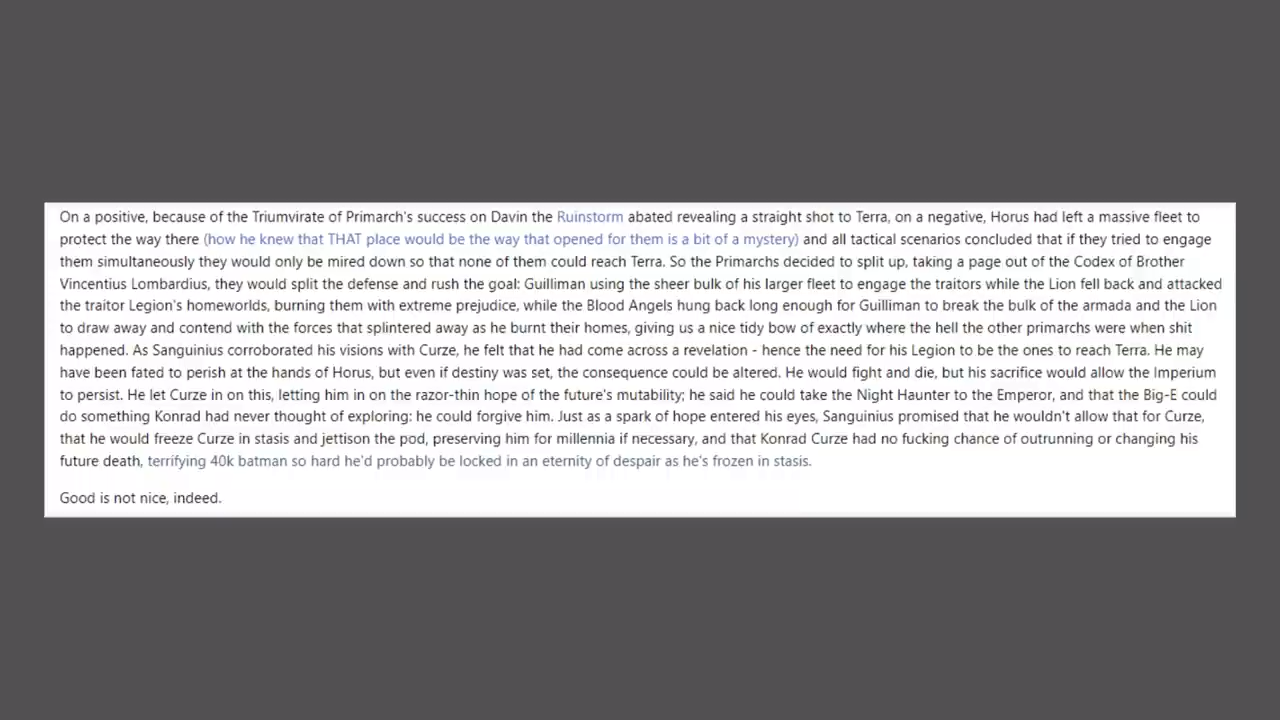 On a positive, because of the Triumvirate of Primarch's success on Davin the Ruinstorm abated revealing a straight shot to Terra, on a negative, Horus had left a massive fleet to
protect the way there (how he knew that THAT place would be the way that opened for them is a bit of a mystery) and all tactical scenarios concluded that if they tried to engage
them simultaneously they would only be mired down so that none of them could reach Terra. So the Primarchs decided to split up, taking a page out of the Codex of Brother
Vincentius Lombardius, they would split the defense and rush the goal: Guilliman using the sheer bulk of his larger fleet to engage the traitors while the Lion fell back and attacked
the traitor Legion's homeworlds, burning them with extreme prejudice, while the Blood Angels hung back long enough for Guilliman to break the bulk of the armada and the Lion
to draw away and contend with the forces that splintered away as he burnt their homes, giving us a nice tidy bow of exactly where the hell the other primarchs were when shit
happened. As Sanguinius corroborated his visions with Curze, he felt that he had come across a revelation - hence the need for his Legion to be the ones to reach Terra. He may
have been fated to perish at the hands of Horus, but even if destiny was set, the consequence could be altered. He would fight and die, but his sacrifice would allow the Imperium
to persist. He let Curze in on this, letting him in on the razor-thin hope of the future's mutability; he said he could take the Night Haunter to the Emperor, and that the Big-E could
do something Konrad had never thought of exploring: he could forgive him. Just as a spark of hope entered his eyes, Sanguinius promised that he wouldn't allow that for Curze,
that he would freeze Curze in stasis and jettison the pod, preserving him for millennia if necessary, and that Konrad Curze had no fucking chance of outrunning or changing his
future death, terrifying 40k batman so hard he'd probably be locked in an eternity of despair as he's frozen in stasis.
Good is not nice, indeed.